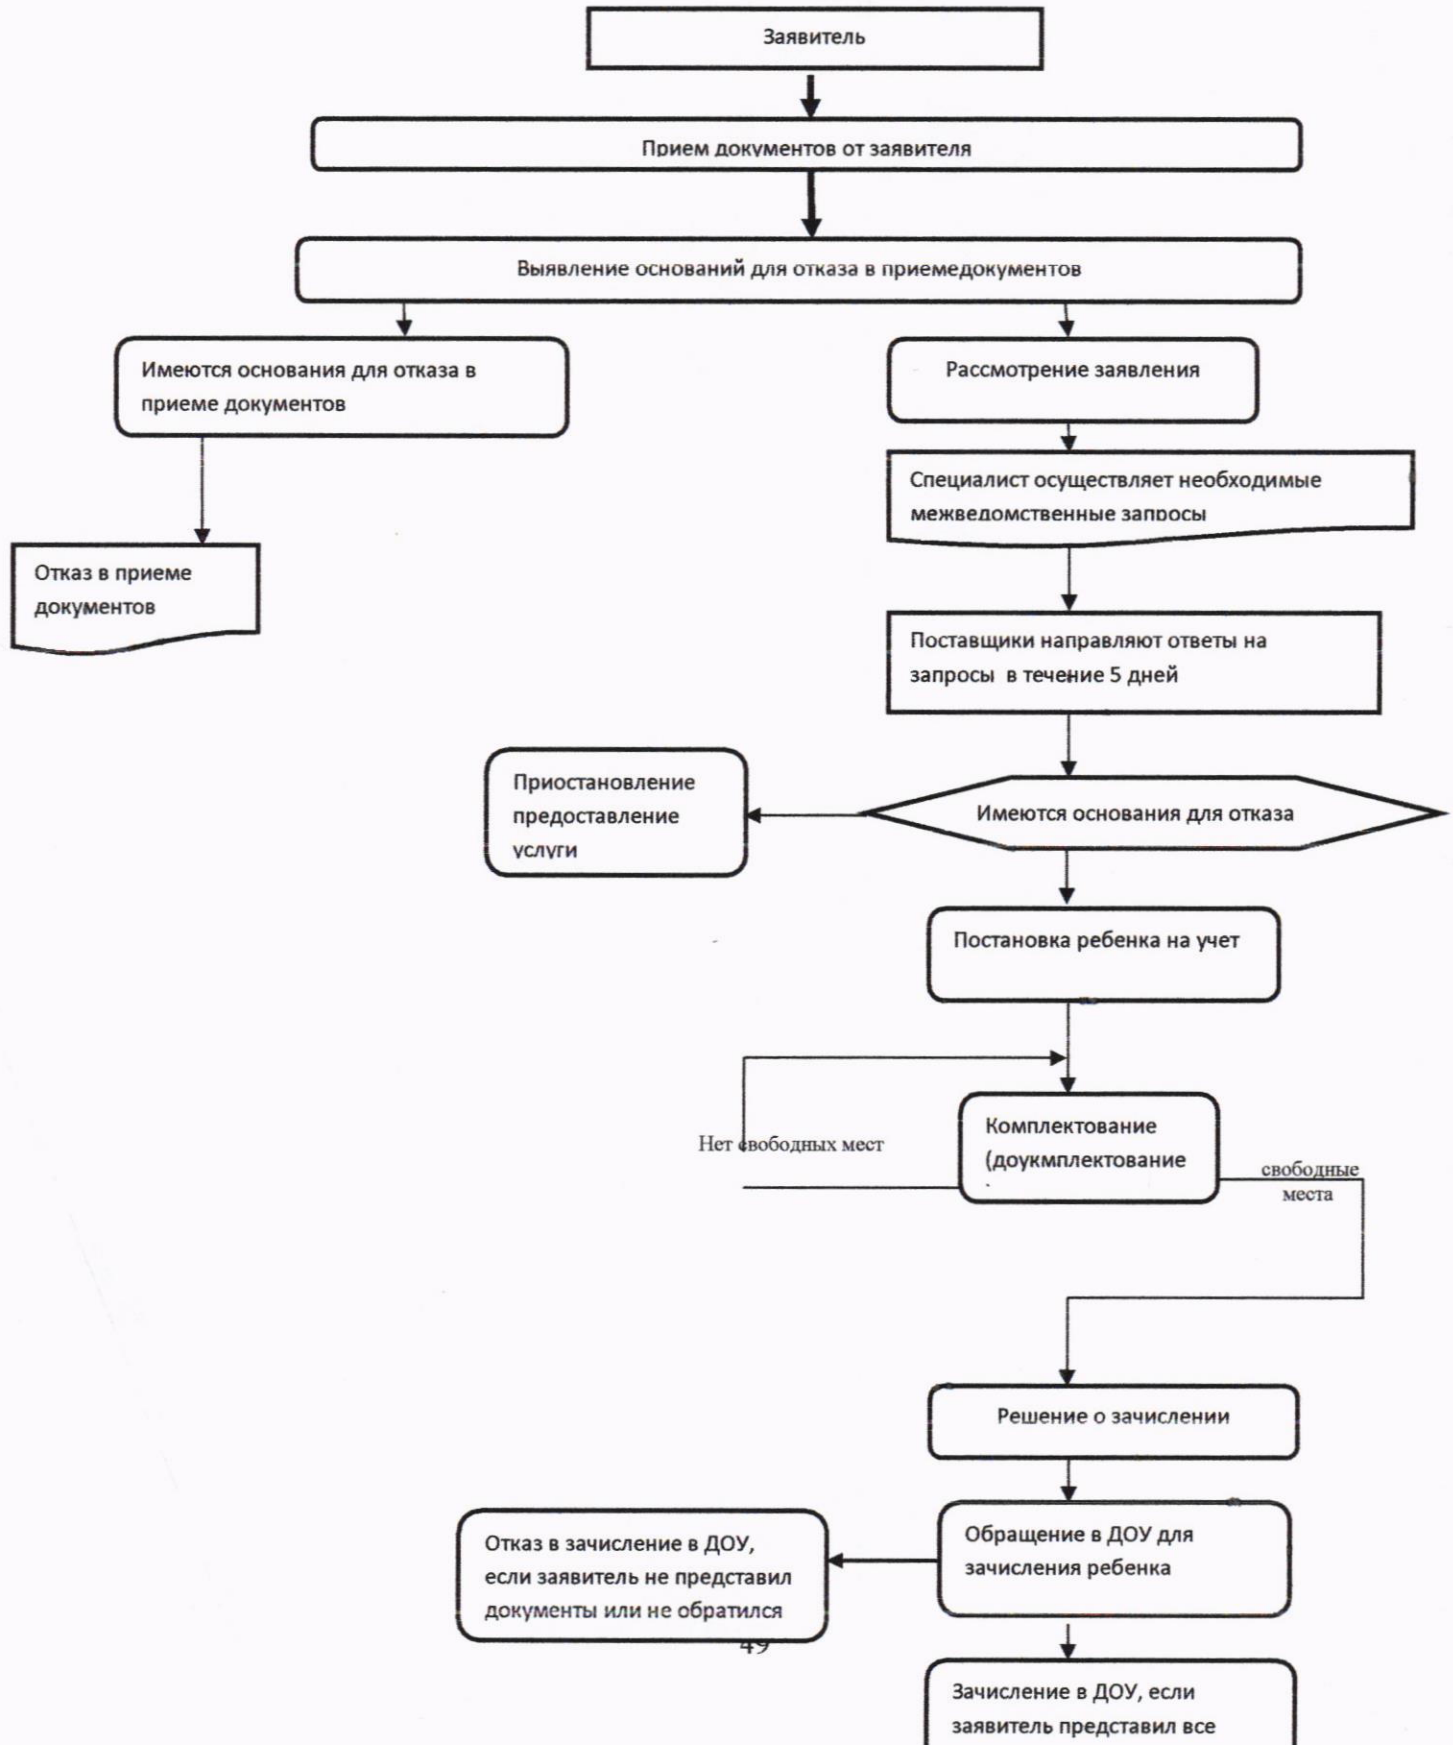 Заявитель
Прием документов от заявителя
Выявление оснований для отказа в приемедокументов
Имеются основания для отказа в
приеме документов
Рассмотрение заявления
Специалист осуществляет необходимые
межведомственные запросы
Отказ в приеме
документов
Поставщики направляют ответы на
запросы в течение 5 дней
Приостановление
предоставление
услуги
Имеются основания для отказа
Постановка ребенка на учет
Комплектование
(доукмплектование
Нет свободных мест
свободные
места
Решение о зачислении
Обращение в ДОУ для
зачисления ребенка
Отказ в зачисление в ДОУ,
если заявитель не представил
документы или не обратился
49
Зачисление в ДОУ, если
заявитель представил все